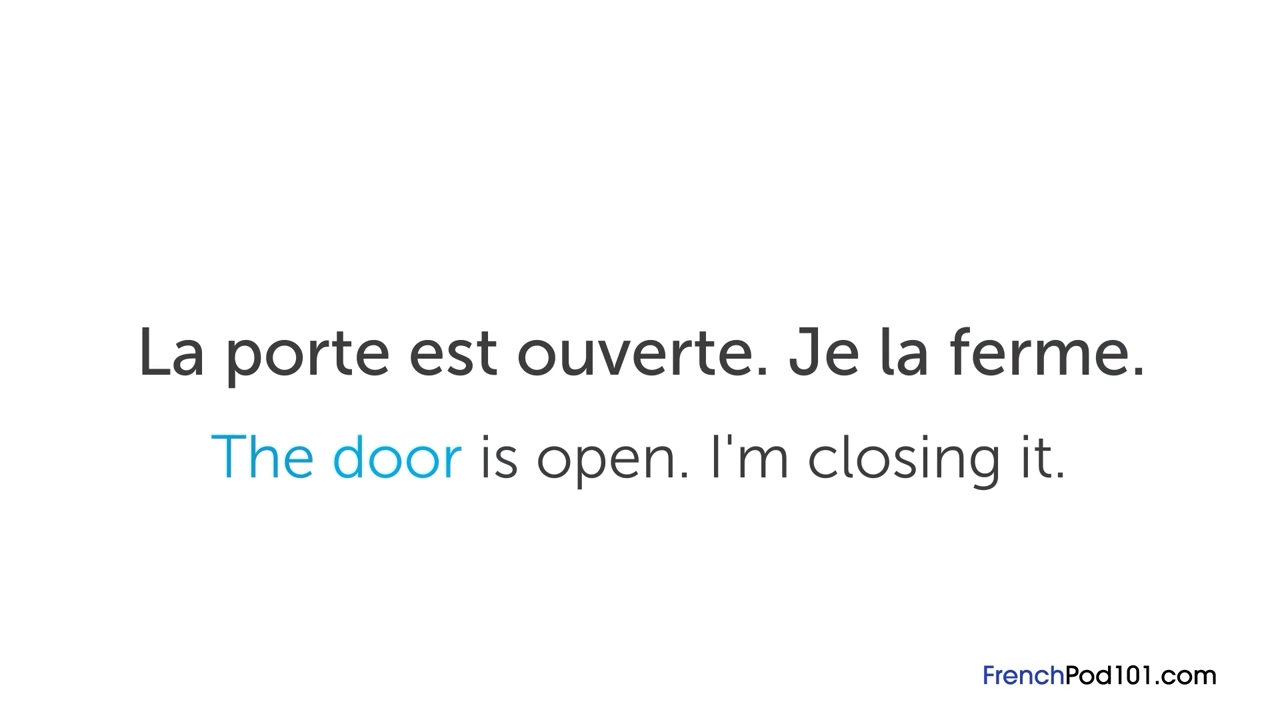 La porte est ouverte. Je la ferme.
The door is open. I'm closing it.
FrenchPod101.com